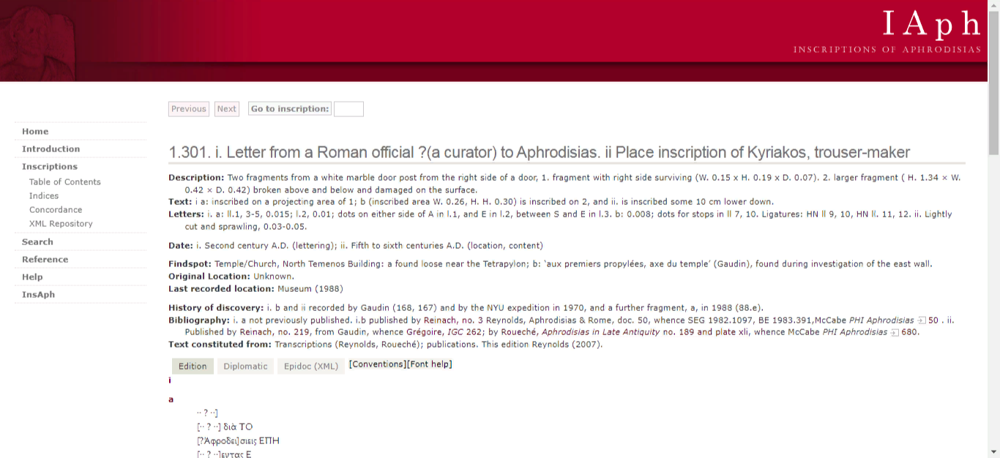 IAph
INSCRIPTIONS OF APHRODISIAS
Previous Next Go to inscription:
Home
Introduction
Inscriptions
Table of Contents
Indices
Concordance
XML Repository
Search
Reference
Help
InsAph
1.301. i. Letter from a Roman official ?(a curator) to Aphrodisias. ii Place inscription of Kyriakos, trouser-maker
Description: Two fragments from a white marble door post from the right side of a door, 1. fragment with right side surviving (W. 0.15 × H. 0.19 × D. 0.07). 2. larger fragment ( H. 1.34 × W.
0.42 × D. 0.42) broken above and below and damaged on the surface.
Text: i a: inscribed on a projecting area of 1; b (inscribed area W. 0.26, H. H. 0.30) is inscribed on 2, and ii. is inscribed some 10 cm lower down.
Letters: i. a: ll.1, 3-5, 0.015; l.2, 0.01; dots on either side of A in l.1, and E in l.2, between S and E in l.3. b: 0.008; dots for stops in ll 7, 10. Ligatures: HN ll 9, 10, HN ll. 11, 12. ii. Lightly
cut and sprawling, 0.03-0.05.
Date: i. Second century A.D. (lettering); ii. Fifth to sixth centuries A.D. (location, content)
Findspot: Temple/Church, North Temenos Building: a found loose near the Tetrapylon; b: ‘aux premiers propylées, axe du temple’ (Gaudin), found during investigation of the east wall.
Original Location: Unknown.
Last recorded location: Museum (1988)
History of discovery: i. b and ii recorded by Gaudin (168, 167) and by the NYU expedition in 1970, and a further fragment, a, in 1988 (88.e).
Bibliography: i. a not previously published. i.b published by Reinach, no. 3 Reynolds, Aphrodisias & Rome, doc. 50, whence SEG 1982.1097, BE 1983.391,McCabe PHI Aphrodisias 50 . ii.
Published by Reinach, no. 219, from Gaudin, whence Grégoire, IGC 262; by Roueché, Aphrodisias in Late Antiquity no. 189 and plate xli, whence McCabe PHI Aphrodisias 680.
Text constituted from: Transcriptions (Reynolds, Roueché); publications. This edition Reynolds (2007).
Edition Diplomatic Epidoc (XML) [Conventions][Font help]
i
a
·· ? ··]
[·· ? ··] διὰ ΤΟ
[?Ἀφροδει]σιεις ΕΠΗ
[·· ? ··]εντας Ε